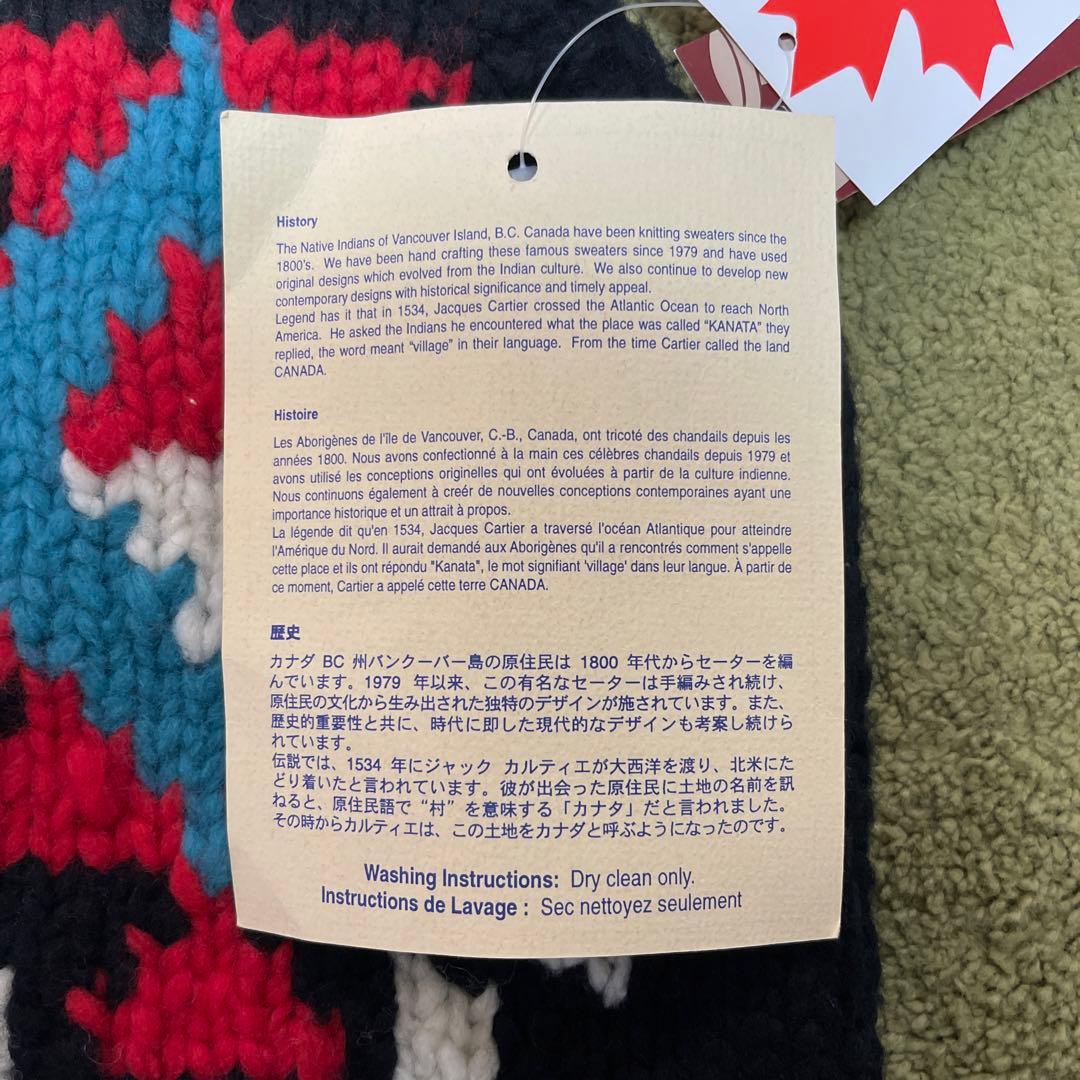 History
The Native Indians of Vancouver Island, B.C. Canada have been knitting sweaters since the
1800's. We have been hand crafting these famous sweaters since 1979 and have used
original designs which evolved from the Indian culture. We also continue to develop new
contemporary designs with historical significance and timely appeal.
Legend has it that in 1534, Jacques Cartier crossed the Atlantic Ocean to reach North
America. He asked the Indians he encountered what the place was called “KANATA” they
replied, the word meant “village” in their language. From the time Cartier called the land
CANADA.
Histoire
Les Aborigènes de l'île de Vancouver, C.-B., Canada, ont tricoté des chandails depuis les
années 1800. Nous avons confectionné à la main ces célèbres chandails depuis 1979 et
avons utilisé les conceptions originelles qui ont évoluées à partir de la culture indienne.
Nous continuons également à creér de nouvelles conceptions contemporaines ayant une
importance historique et un attrait à propos.
La légende dit qu'en 1534, Jacques Cartier a traversé l'océan Atlantique pour atteindre
l'Amérique du Nord. Il aurait demandé aux Aborigènes qu'il a rencontrés comment s'appelle
cette place et ils ont répondu "Kanata", le mot signifiant 'village' dans leur langue. À partir de
ce moment, Cartier a appelé cette terre CANADA.
歴史
カナダ BC 州バンクーバー島の原住民は 1800 年代からセーターを編
んでいます。1979 年以来、この有名なセーターは手編みされ続け、
原住民の文化から生み出された独特のデザインが施されています。また、
歴史的重要性と共に、時代に即した現代的なデザインも考案し続けら
れています。
伝説では、1534 年にジャック カルティエが大西洋を渡り、北米にた
どり着いたと言われています。彼が出会った原住民に土地の名前を訊
ねると、原住民語で“村”を意味する「カナタ」だと言われました。
その時からカルティエは、この土地をカナダと呼ぶようになったのです。
Washing Instructions: Dry clean only.
Instructions de Lavage : Sec nettoyez seulement